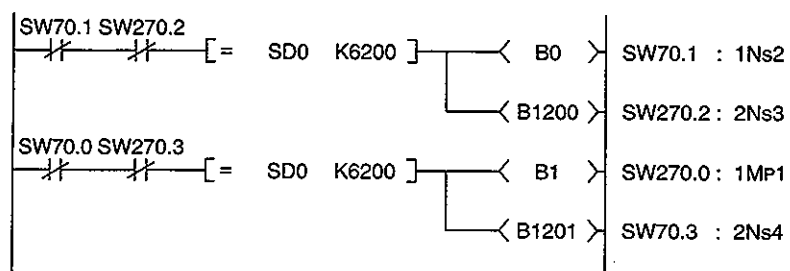 SW70.1 SW270.2
[= SD0 K6200 ] B0 SW70.1 : 1Ns2
B1200 SW270.2 : 2Ns3
SW70.0 SW270.3
[= SD0 K6200 ] B1 SW270.0 : 1MP1
B1201 SW70.3 : 2Ns4